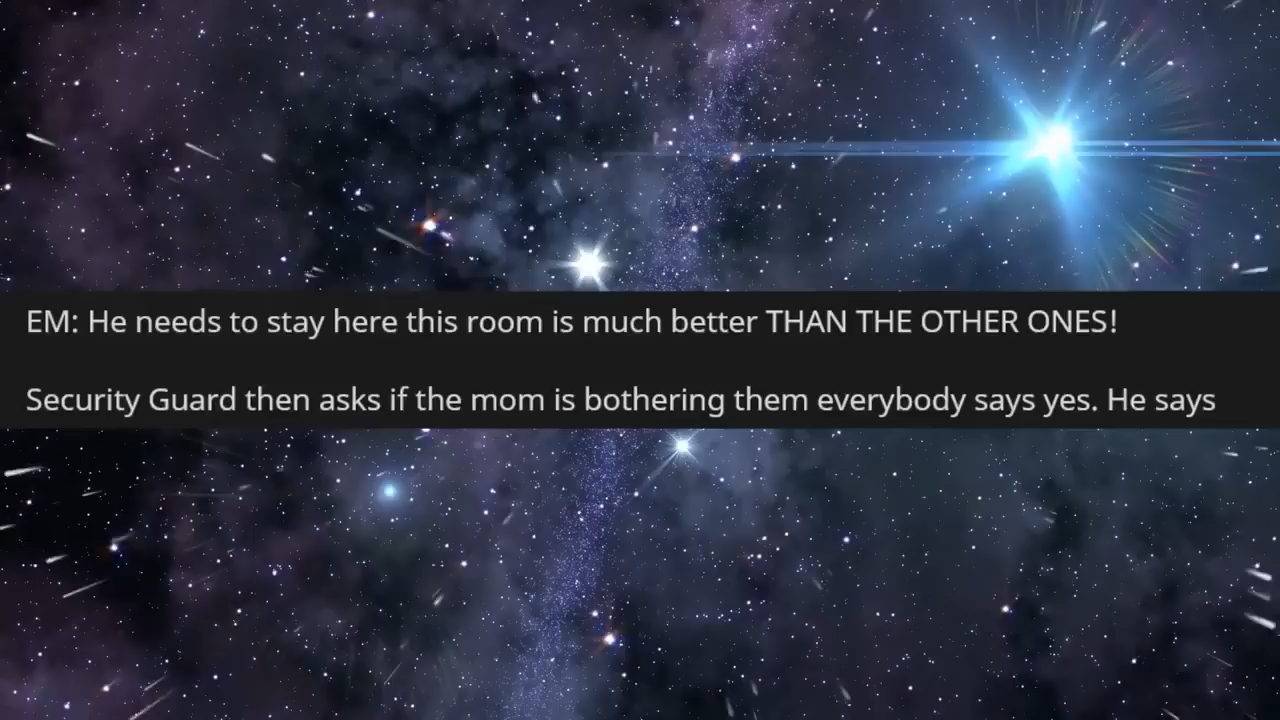 EM: He needs to stay here this room is much better THAN THE OTHER ONES!
Security Guard then asks if the mom is bothering them everybody says yes. He says